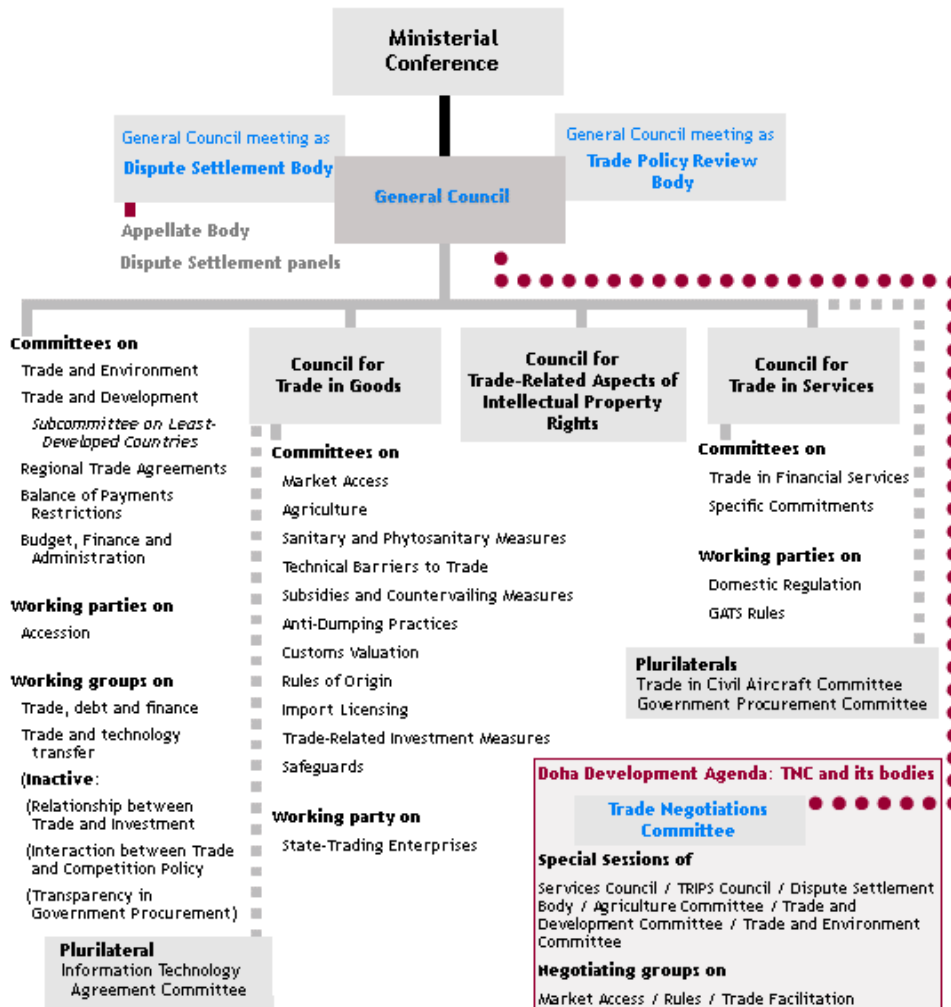 Ministerial
Conference
General Council meeting as
Dispute Settlement Body
General Council meeting as
Trade Policy Review
Body
General Council
Appellate Body
Dispute Settlement panels
Committees on
Trade and Environment
Trade and Development
Subcommittee on Least-
Developed Countries
Regional Trade Agreements
Balance of Payments
Restrictions
Budget, Finance and
Administration
Working parties on
Accession
Working groups on
Trade, debt and finance
Trade and technology
transfer
(Inactive:
(Relationship between
Trade and Investment
(Interaction between Trade
and Competition Policy
(Transparency in
Government Procurement)
Plurilateral
Information Technology
Agreement Committee
Council for
Trade in Goods
Committees on
Market Access
Agriculture
Sanitary and Phytosanitary Measures
Technical Barriers to Trade
Subsidies and Countervailing Measures
Anti-Dumping Practices
Customs Valuation
Rules of Origin
Import Licensing
Trade-Related Investment Measures
Safeguards
Working party on
State-Trading Enterprises
Council for
Trade-Related Aspects of
Intellectual Property
Rights
Council for
Trade in Services
Committees on
Trade in Financial Services
Specific Commitments
Working parties on
Domestic Regulation
GATS Rules
Plurilaterals
Trade in Civil Aircraft Committee
Government Procurement Committee
Doha Development Agenda: TNC and its bodies
Trade Negotiations
Committee
Special Sessions of
Services Council / TRIPS Council / Dispute Settlement
Body / Agriculture Committee / Trade and
Development Committee / Trade and Environment
Committee
Negotiating groups on
Market Access / Rules / Trade Facilitation